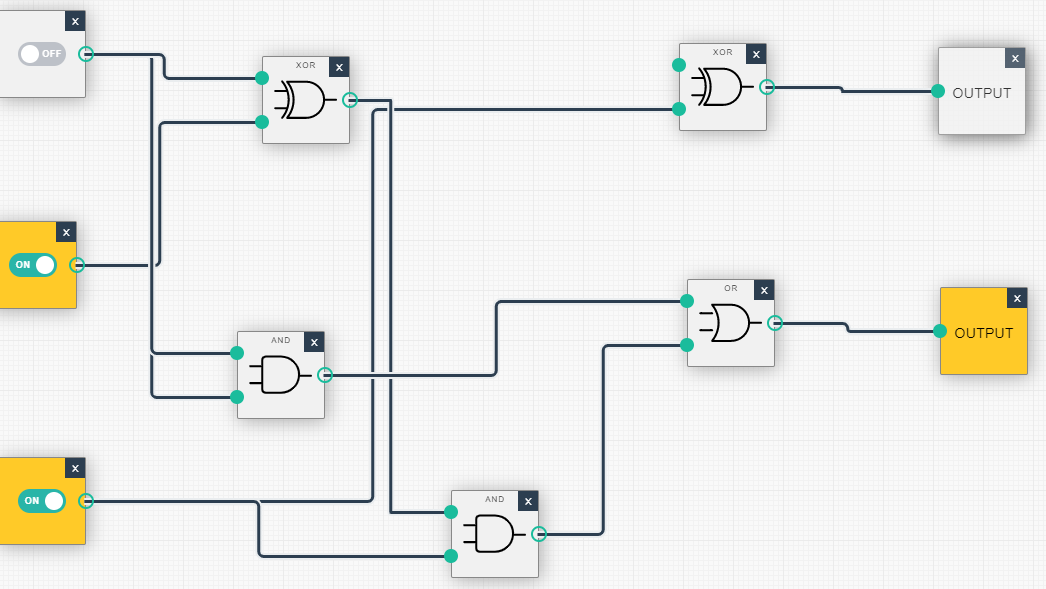 x
OFF
XOR x
XOR x
x
OUTPUT
x
ON
OR x
x
OUTPUT
AND x
x
ON
AND x